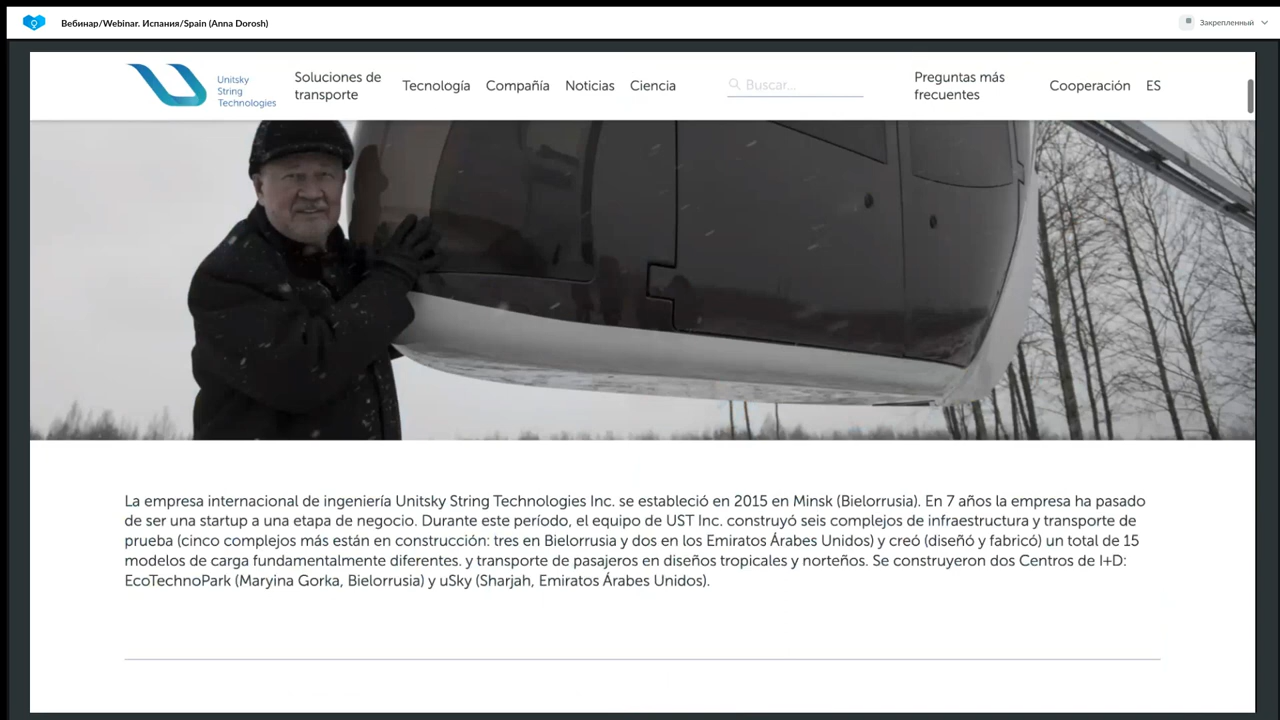 Вебинар/Webinar. Испания/Spain (Anna Dorosh)
Закрепленный
Unitsky
String
Technologies
Soluciones de
transporte
Tecnología
Compañía
Noticias
Ciencia
Buscar...
Preguntas más
frecuentes
Cooperación
ES
La empresa internacional de ingeniería Unitsky String Technologies Inc. se estableció en 2015 en Minsk (Bielorrusia). En 7 años la empresa ha pasado
de ser una startup a una etapa de negocio. Durante este período, el equipo de UST Inc. construyó seis complejos de infraestructura y transporte de
prueba (cinco complejos más están en construcción: tres en Bielorrusia y dos en los Emiratos Árabes Unidos) y creó (diseñó y fabricó) un total de 15
modelos de carga fundamentalmente diferentes. y transporte de pasajeros en diseños tropicales y norteños. Se construyeron dos Centros de I+D:
EcoTechnoPark (Maryina Gorka, Bielorrusia) y uSky (Sharjah, Emiratos Árabes Unidos).